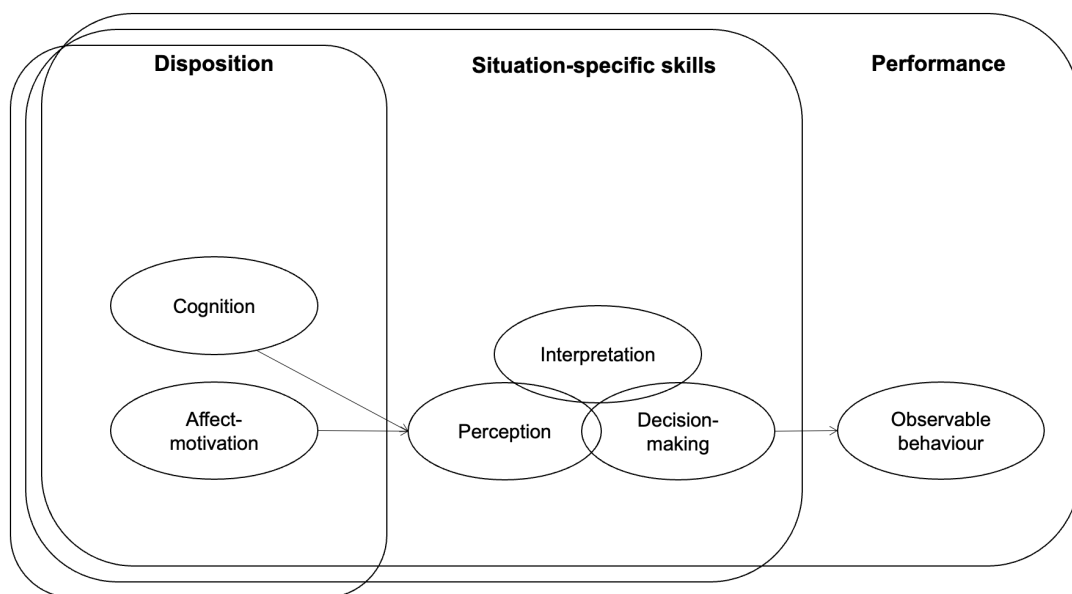 Disposition
Situation-specific skills
Performance
Cognition
Affect-
motivation
Interpretation
Perception
Decision-
making
Observable
behaviour